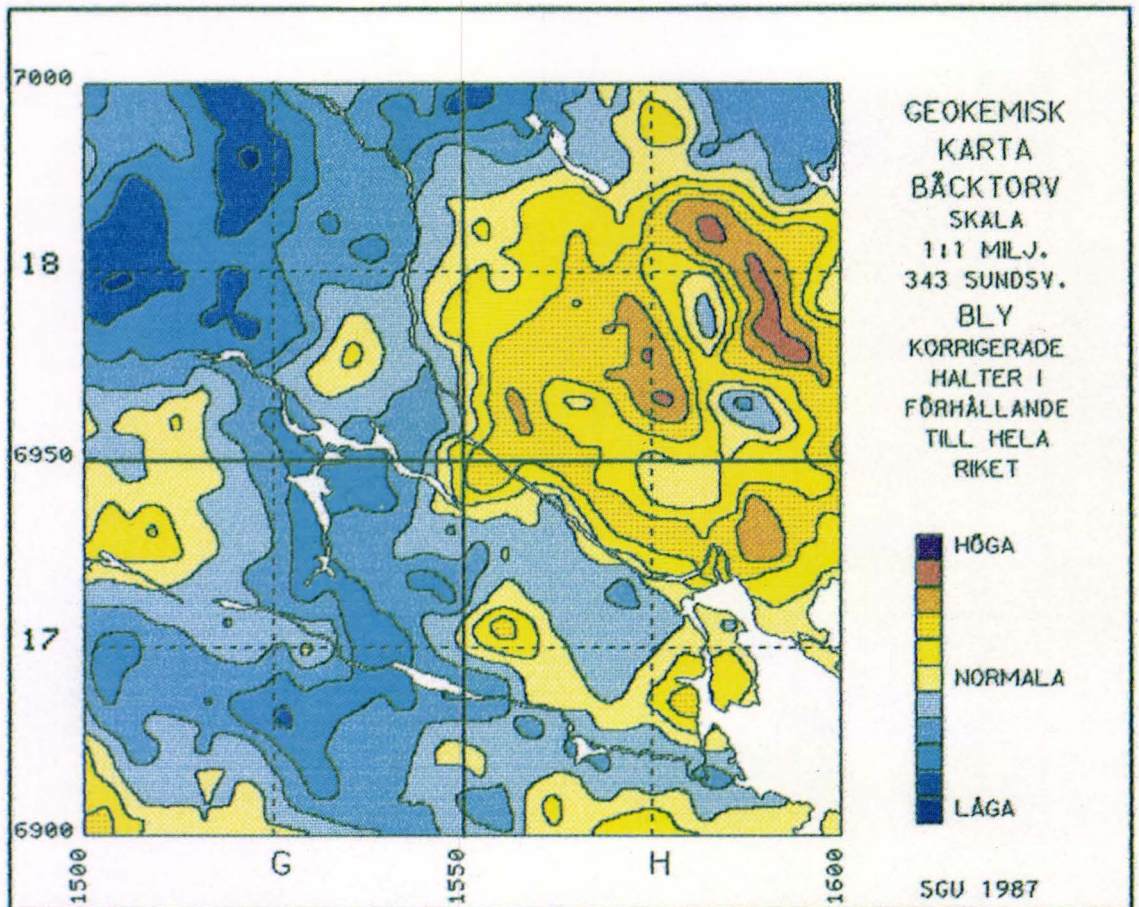 7000
18
6950
17
6900
1500
G
1550
H
1600
GEOKEMISK
KARTA
BÄCKTORV
SKALA
1:1 MILJ.
343 SUNDSV.
BLY
KORRIGERADE
HALTER I
FÖRHÅLLANDE
TILL HELA
RIKET
HÖGA
NORMALA
LÅGA
SGU 1987